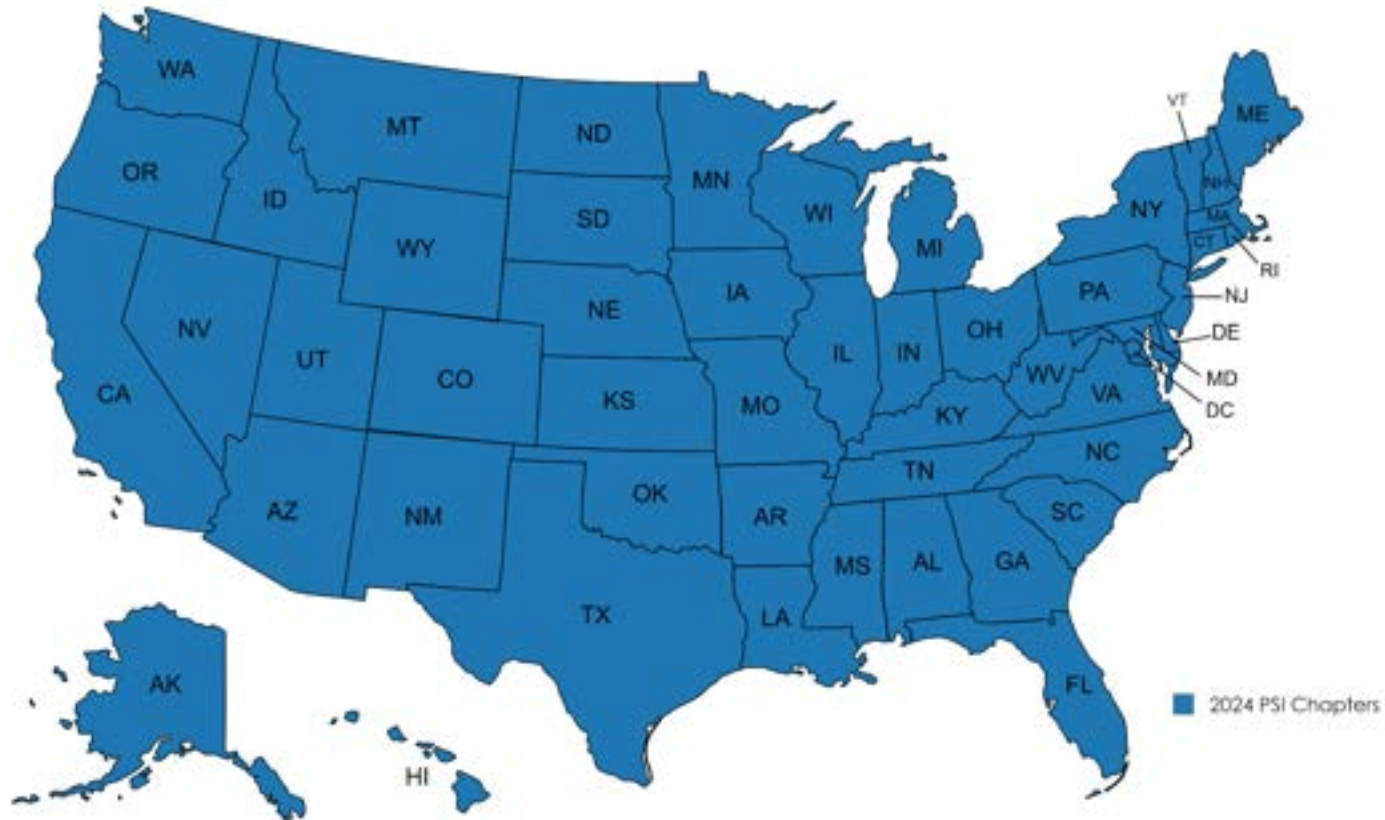 WA
MT
ND
MN
OR
ID
SD
WI
MI
WY
VT
ME
NH
NY
MA
CT
RI
IA
NE
PA
NJ
NV
UT
CO
IL
IN
OH
DE
CA
KS
MO
WV
VA
MD
DC
KY
NC
TN
AZ
NM
OK
AR
SC
MS
AL
GA
TX
LA
AK
HI
FL
2024 PSI Chapters